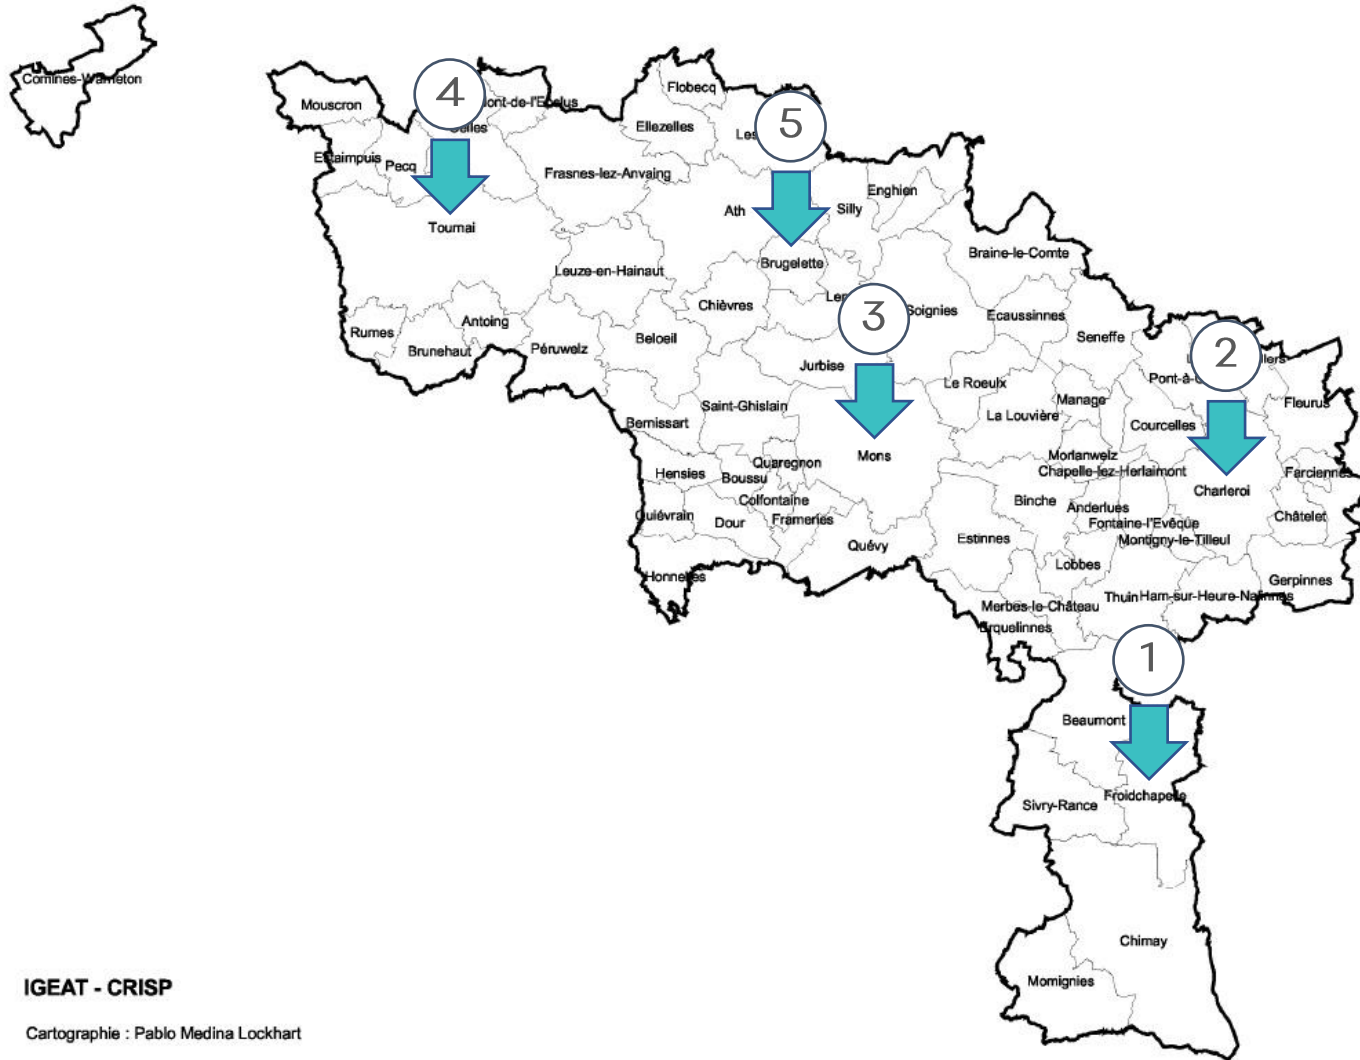 Comines-Warneton
Mouscron
4
Mont-de-l'Enclus
Celles
Estaimpuis
Pecq
Tournai
Flobecq
Ellezelles
5
Frasnes-lez-Anvaing
Ath
Silly
Enghien
Brugelette
Braine-le-Comte
Leuze-en-Hainaut
Chièvres
3
Soignies
Ecaussinnes
Rumes
Antoing
Brunehaut
Péruwelz
Beloeil
Jurbise
Seneffe
2
Le Roeulx
Manage
Fleurus
La Louvière
Courcelles
Saint-Ghislain
Bernissart
Mons
Morlanwelz
Quaregnon
Hensies
Boussu
Chapelle-lez-Herlaimont
Farciennes
Charleroi
Binche
Colfontaine
Anderlues
Quiévrain
Dour
Frameries
Fontaine-l'Evêque
Châtelet
Estinnes
Quévy
Montigny-le-Tilleul
Lobbes
Honnelles
Gerpinnes
Thuin
Ham-sur-Heure-Nalinnes
Merbes-le-Château
Erquelinnes
1
Beaumont
Sivry-Rance
Froidchapelle
Chimay
Momignies
IGEAT - CRISP
Cartographie : Pablo Medina Lockhart